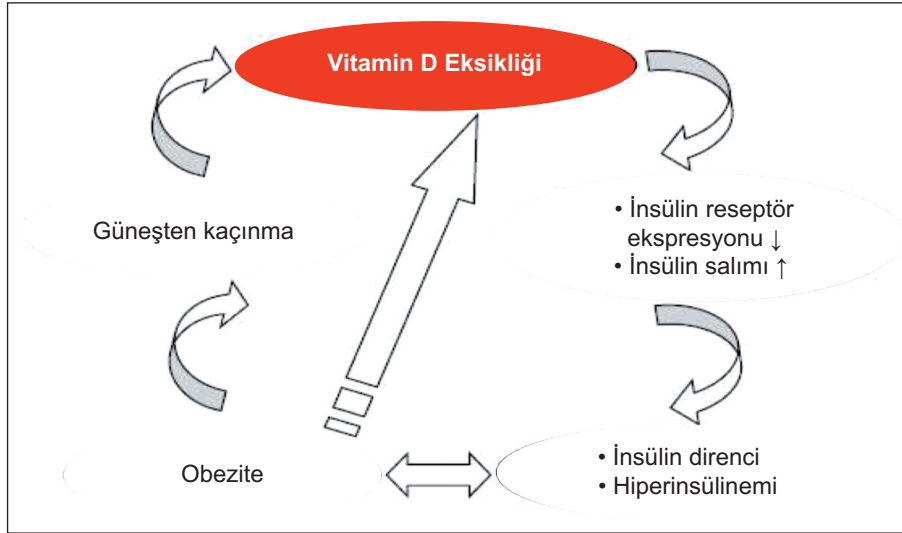 Vitamin D Eksikliği
Güneşten kaçınma
• İnsülin reseptör
ekspresyonu ↓
• İnsülin salımı ↑
Obezite
• İnsülin direnci
• Hiperinsülinemi